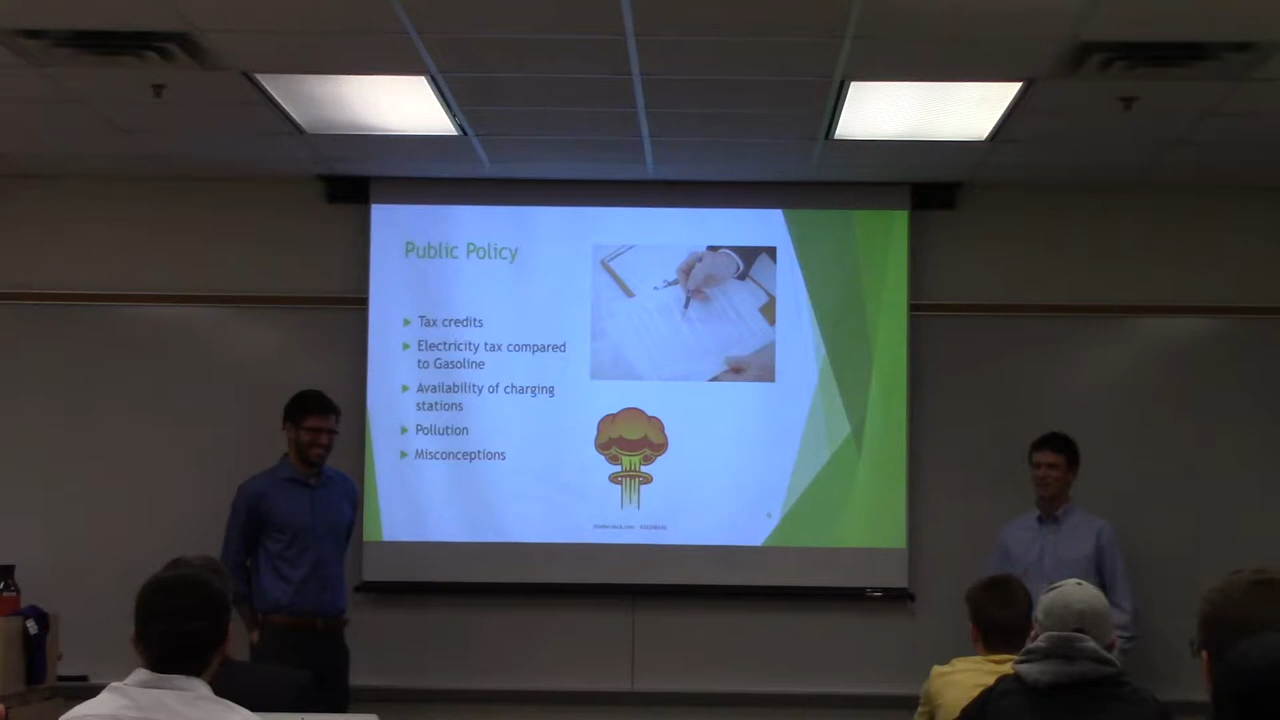 Public Policy
Tax credits
Electricity tax compared
to Gasoline
Availability of charging
stations
Pollution
Misconceptions